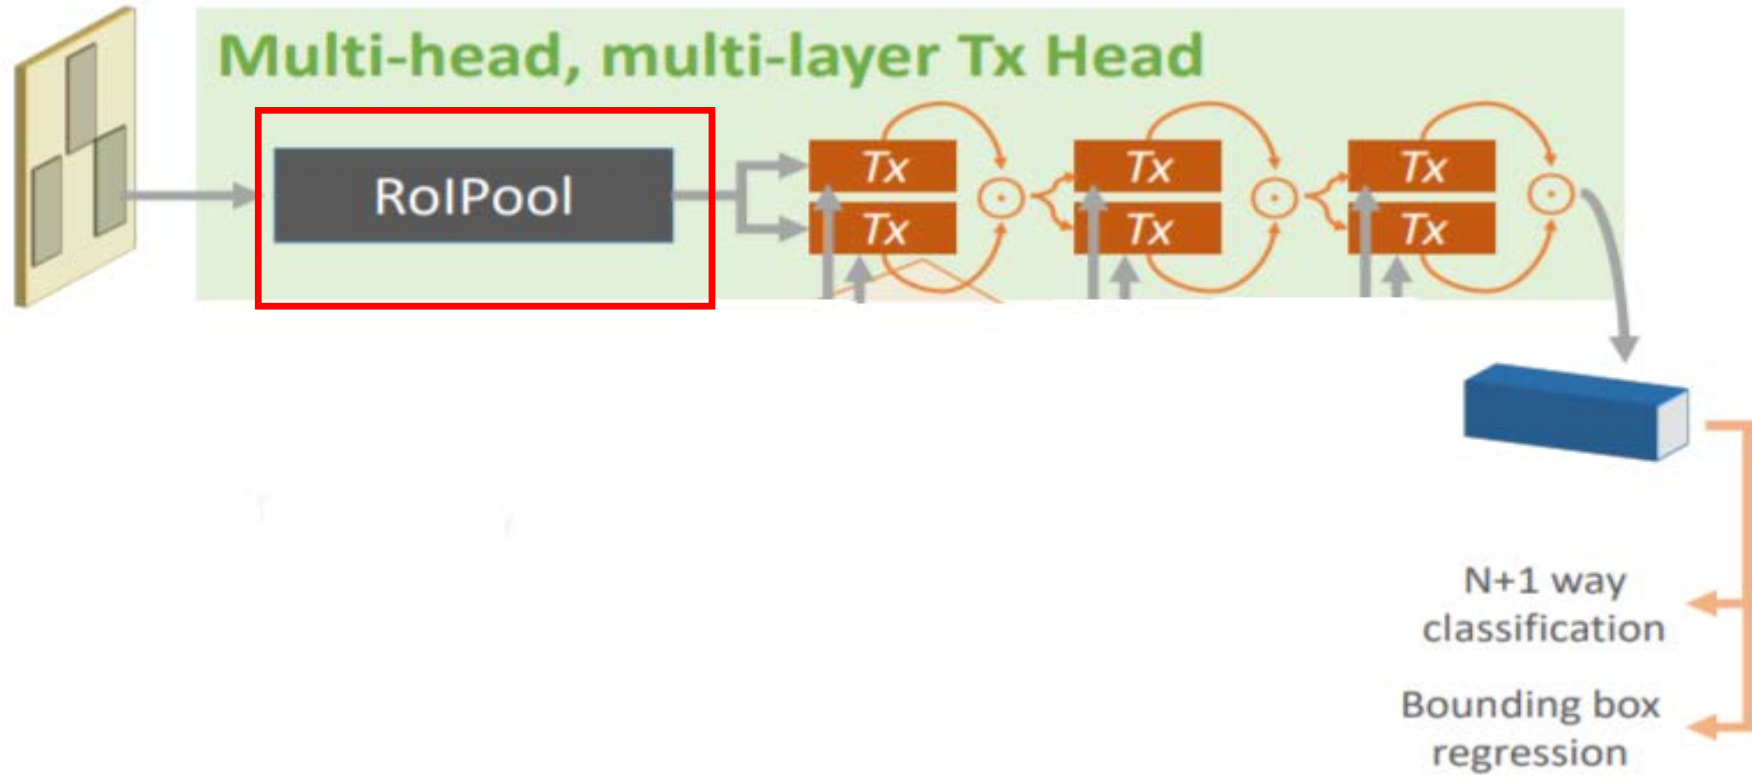 Multi-head, multi-layer Tx Head
RoIPool
Tx
Tx
Tx
Tx
Tx
Tx
N+1 way
classification
Bounding box
regression